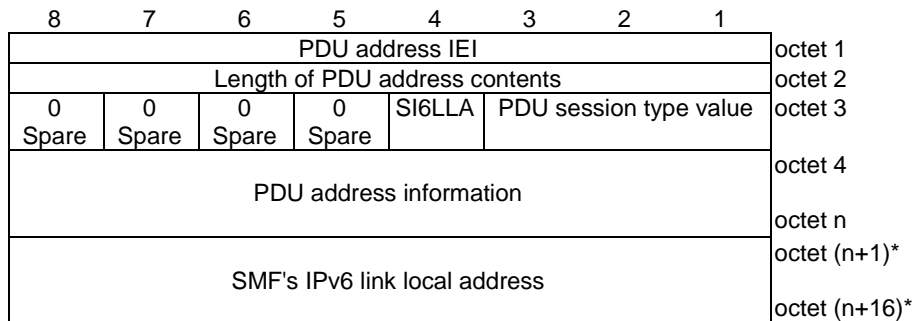 8 7 6 5 4 3 2 1
PDU address IEI octet 1
Length of PDU address contents octet 2
0 0 0 0 SI6LLA PDU session type value octet 3
Spare Spare Spare Spare
octet 4
PDU address information
octet n
octet (n+1)*
SMF's IPv6 link local address
octet (n+16)*